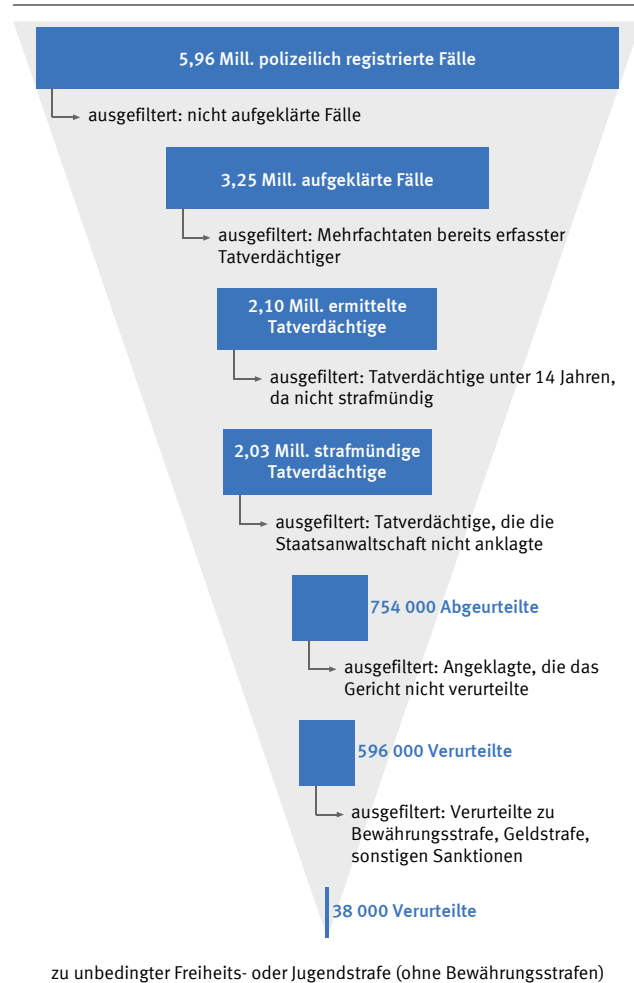 5,96 Mill. polizeilich registrierte Fälle
ausgefiltert: nicht aufgeklärte Fälle
3,25 Mill. aufgeklärte Fälle
ausgefiltert: Mehrfachtaten bereits erfasster
Tatverdächtiger
2,10 Mill. ermittelte
Tatverdächtige
ausgefiltert: Tatverdächtige unter 14 Jahren,
da nicht strafmündig
2,03 Mill. strafmündige
Tatverdächtige
ausgefiltert: Tatverdächtige, die die
Staatsanwaltschaft nicht anklagte
754 000 Abgeurteilte
ausgefiltert: Angeklagte, die das
Gericht nicht verurteilte
596 000 Verurteilte
ausgefiltert: Verurteilte zu
Bewährungsstrafe, Geldstrafe,
sonstigen Sanktionen
38 000 Verurteilte
zu unbedingter Freiheits- oder Jugendstrafe (ohne Bewährungsstrafen)